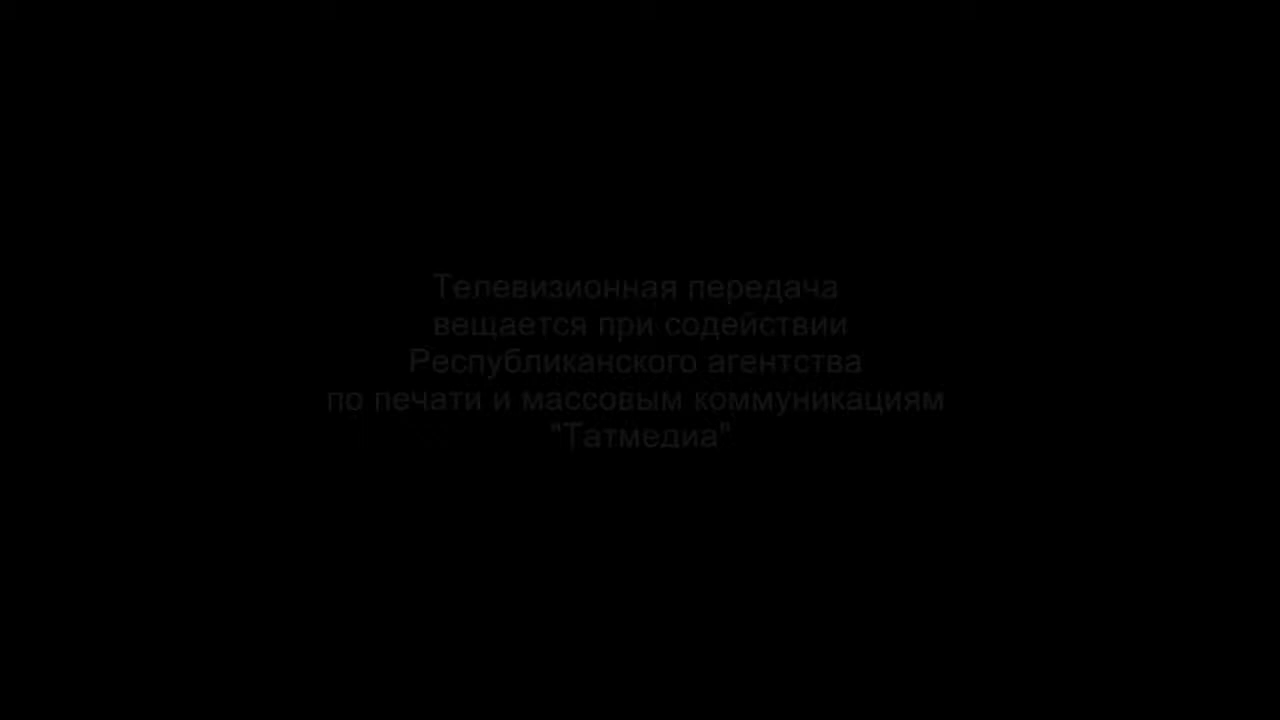 Телевизионная передача
вещается при содействии
Республиканского агентства
по печати и массовым коммуникациям
"Татмедиа"